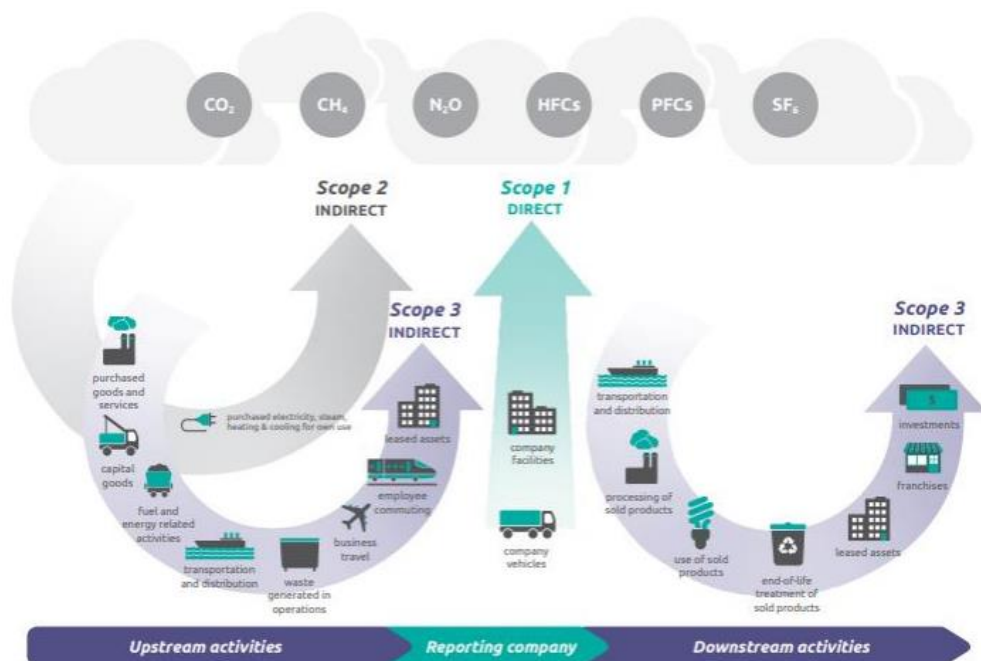 CO₂
CH₄
N₂O
HFCs
PFCs
SF₆
Scope 2
INDIRECT
Scope 1
DIRECT
Scope 3
INDIRECT
Scope 3
INDIRECT
purchased
goods and
services
capital
goods
fuel and
energy related
activities
transportation
and distribution
waste
generated in
operations
business
travel
employee
commuting
leased assets
purchased electricity, steam,
heating & cooling for own use
company
facilities
company
vehicles
transportation
and distribution
processing of
sold products
use of sold
products
end-of-life
treatment of
sold products
leased assets
franchises
$
investments
Upstream activities
Reporting company
Downstream activities